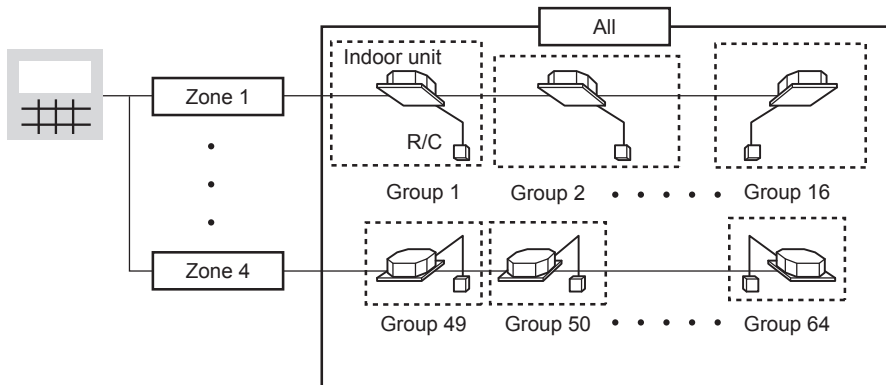 All
Indoor unit
Zone 1
R/C
Group 1 Group 2 Group 16
Zone 4
Group 49 Group 50 Group 64